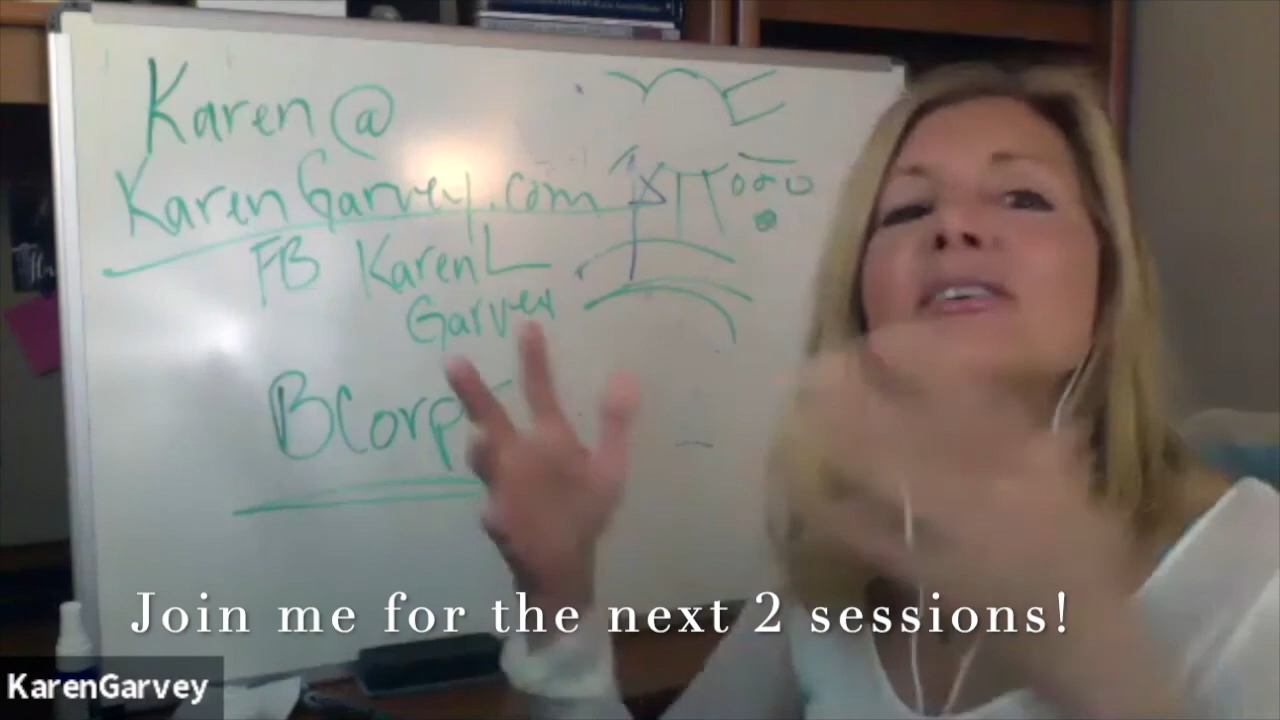 Karen@
KarenGarvey.com
FB KarenL
Garvey
BCorp
Join me for the next 2 sessions!
KarenGarvey